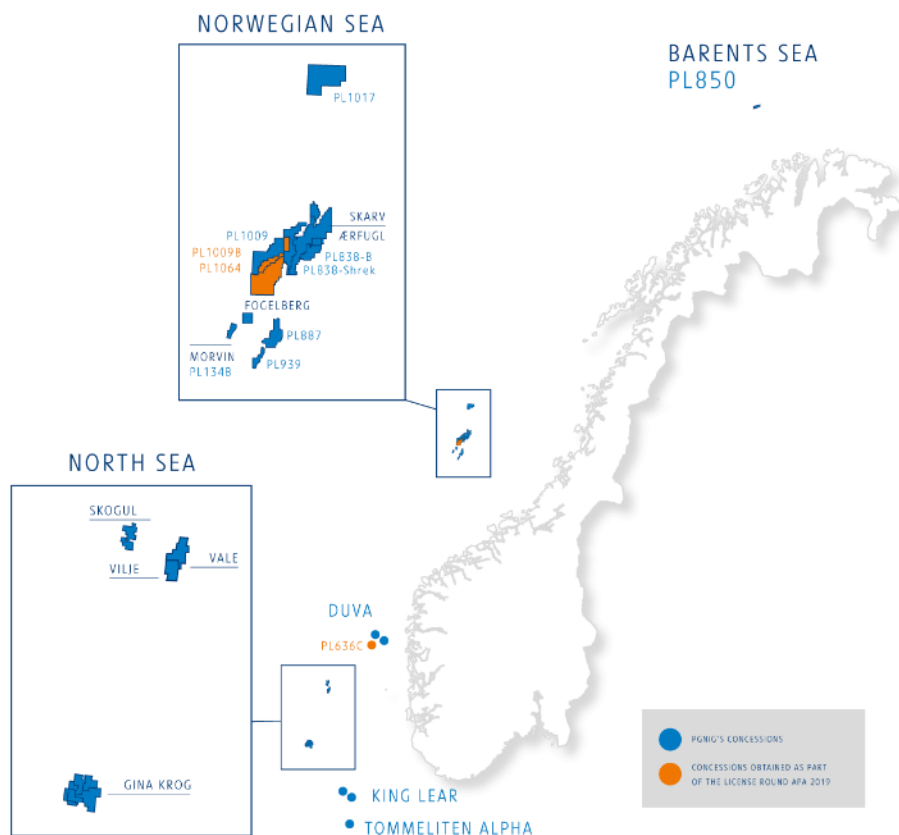 NORWEGIAN SEA
BARENTS SEA
PL850
PL1017
SKARV
ÆRFUGL
PL1009
PL1009B
PL1064
PL838-B
PL838-Shrek
FOGELBERG
PL887
MORVIN
PL134B
PL939
NORTH SEA
SKOGUL
VILJE
VALE
DUVA
PL636C
GINA KROG
KING LEAR
TOMMELITEN ALPHA
PGNIG'S CONCESSIONS
CONCESSIONS OBTAINED AS PART
OF THE LICENSE ROUND APA 2019